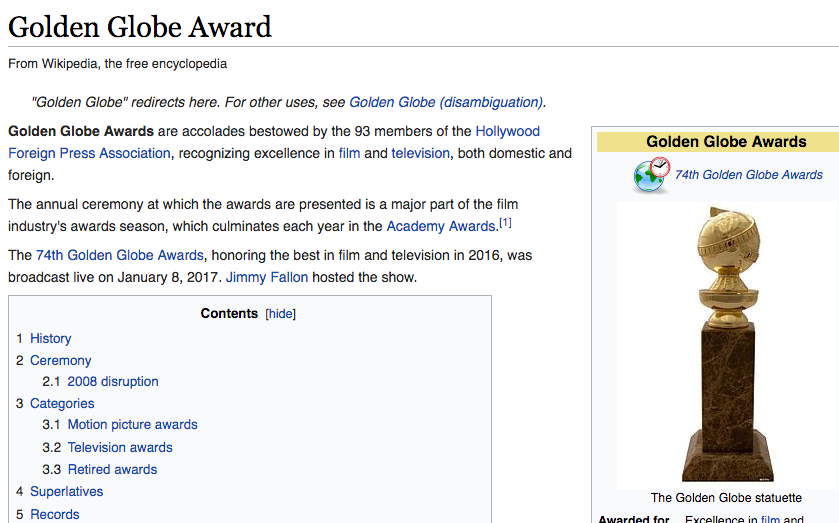 Golden Globe Award
From Wikipedia, the free encyclopedia
"Golden Globe" redirects here. For other uses, see Golden Globe (disambiguation).
Golden Globe Awards are accolades bestowed by the 93 members of the Hollywood
Foreign Press Association, recognizing excellence in film and television, both domestic and
foreign.
The annual ceremony at which the awards are presented is a major part of the film
industry's awards season, which culminates each year in the Academy Awards.[1]
The 74th Golden Globe Awards, honoring the best in film and television in 2016, was
broadcast live on January 8, 2017. Jimmy Fallon hosted the show.
Contents [hide]
1 History
2 Ceremony
2.1 2008 disruption
3 Categories
3.1 Motion picture awards
3.2 Television awards
3.3 Retired awards
4 Superlatives
5 Records
Golden Globe Awards
74th Golden Globe Awards
The Golden Globe statuette
Awarded for Excellence in film and